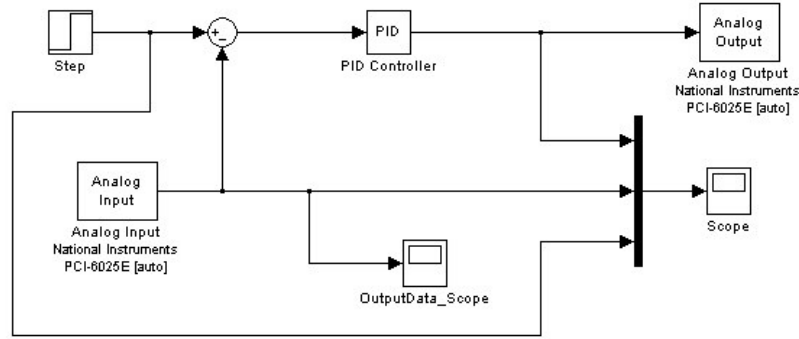 Step
+
-
PID
PID Controller
Analog
Output
Analog Output
National Instruments
PCI-6025E [auto]
Analog
Input
Analog Input
National Instruments
PCI-6025E [auto]
OutputData_Scope
Scope